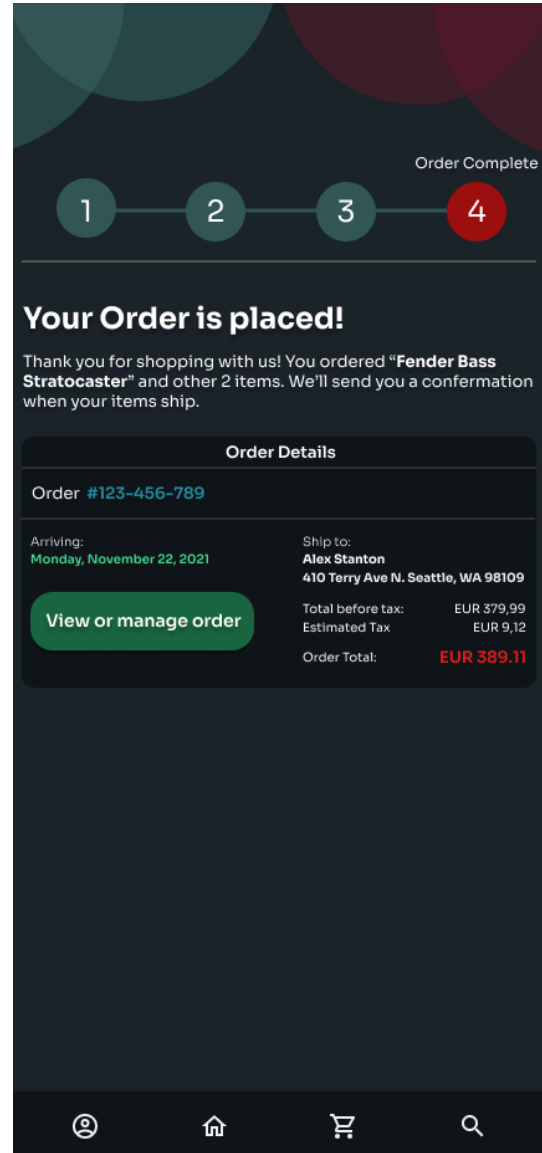 Order Complete
1 2 3 4
Your Order is placed!
Thank you for shopping with us! You ordered “Fender Bass
Stratocaster” and other 2 items. We’ll send you a confermation
when your items ship.
Order Details
Order #123-456-789
Arriving:
Monday, November 22, 2021
View or manage order
Ship to:
Alex Stanton
410 Terry Ave N. Seattle, WA 98109
Total before tax: EUR 379,99
Estimated Tax EUR 9,12
Order Total: EUR 389.11